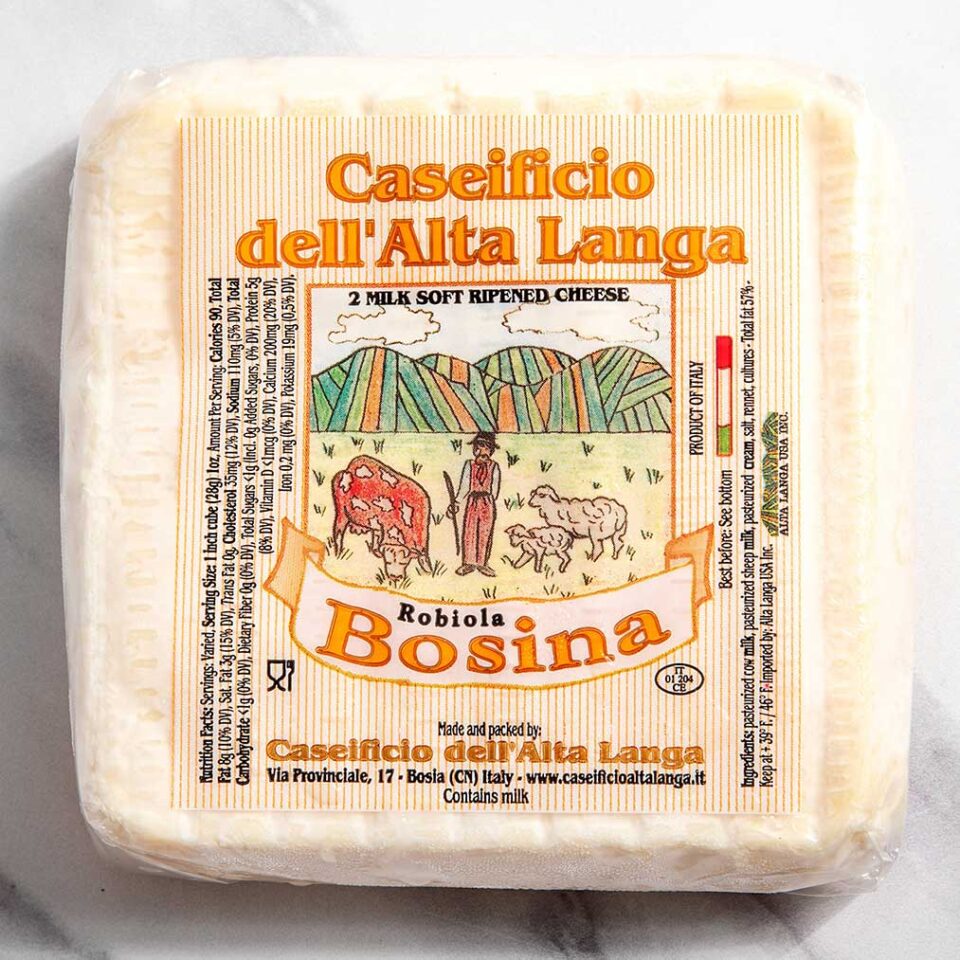 Caseificio
dell'Alta Langa
2 MILK SOFT RIPENED CHEESE
Nutrition Facts: Servings: Varied, Serving Size: 1 inch cube (28g) 1oz, Amount Per Serving: Calories 90, Total
Fat 8g (10% DV), Sat. Fat 3g (15% DV), Trans Fat 0g, Cholesterol 35mg (12% DV), Sodium 110mg (5% DV), Total
Carbohydrate <1g (0% DV), Dietary Fiber 0g (0% DV), Total Sugars <1g (Incl. 0g Added Sugars, 0% DV), Protein 5g
(8% DV), Vitamin D <1mcg (0% DV), Calcium 200mg (20% DV),
Iron 0,2 mg (0% DV), Potassium 19mg (0,5% DV),
PRODUCT OF ITALY
Best before: See bottom
ALTA LANGA USA INC.
Ingredients: pasteurized cow milk, pasteurized sheep milk, pasteurized cream, salt, rennet, cultures - Total fat 57% -
Keep at + 39° F. / 46° F. Imported by: Alta Langa USA Inc.
Robiola
Bosina
IT
01 204
CE
Made and packed by:
Caseificio dell'Alta Langa
Via Provinciale, 17 - Bosia (CN) Italy - www.caseificioaltalanga.it
Contains milk